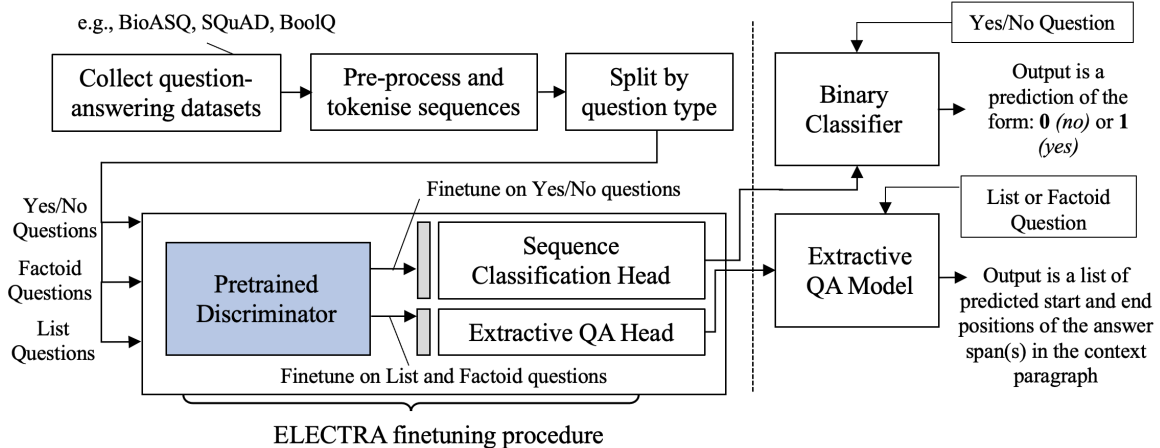 e.g., BioASQ, SQuAD, BoolQ
Collect question-
answering datasets
Pre-process and
tokenise sequences
Split by
question type
Yes/No
Questions
Factoid
Questions
List
Questions
Finetune on Yes/No questions
Pretrained
Discriminator
Sequence
Classification Head
Extractive QA Head
Finetune on List and Factoid questions
ELECTRA finetuning procedure
Yes/No Question
Binary
Classifier
Output is a
prediction of the
form: 0 (no) or 1
(yes)
List or Factoid
Question
Extractive
QA Model
Output is a list of
predicted start and end
positions of the answer
span(s) in the context
paragraph